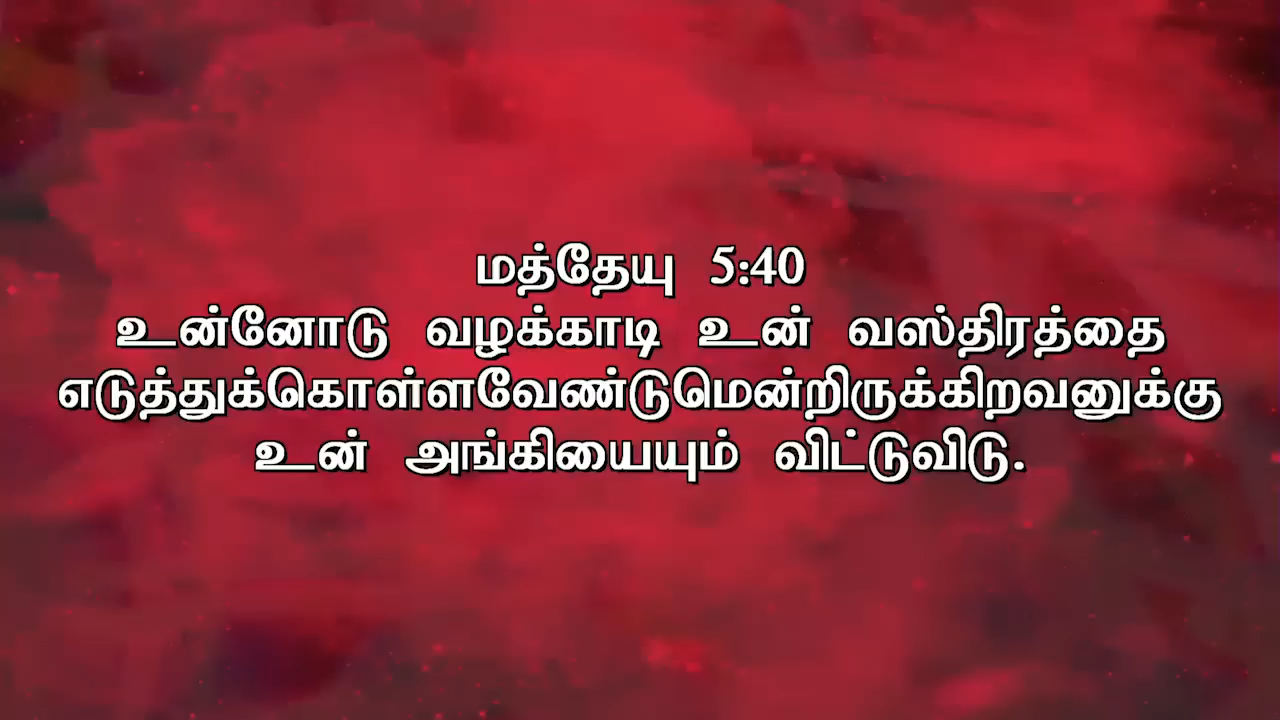 மத்தேயு 5:40
உன்னோடு வழக்காடி உன் வஸ்திரத்தை
எடுத்துக்கொள்ளவேண்டுமென்றிருக்கிறவனுக்கு
உன் அங்கியையும் விட்டுவிடு.